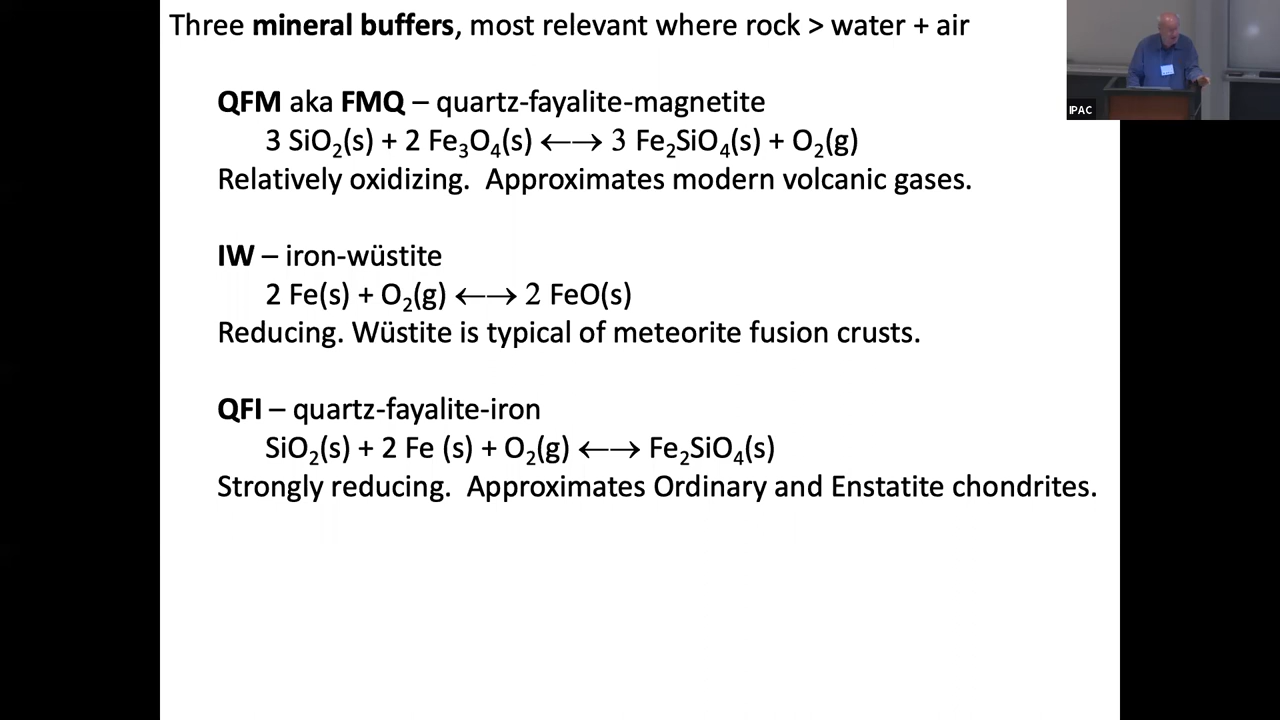 Three mineral buffers, most relevant where rock > water + air
QFM aka FMQ – quartz-fayalite-magnetite
3 SiO₂(s) + 2 Fe₃O₄(s) ⟵⟶ 3 Fe₂SiO₄(s) + O₂(g)
Relatively oxidizing.  Approximates modern volcanic gases.
IW – iron-wüstite
2 Fe(s) + O₂(g) ⟵⟶ 2 FeO(s)
Reducing. Wüstite is typical of meteorite fusion crusts.
QFI – quartz-fayalite-iron
SiO₂(s) + 2 Fe (s) + O₂(g) ⟵⟶ Fe₂SiO₄(s)
Strongly reducing.  Approximates Ordinary and Enstatite chondrites.
IPAC